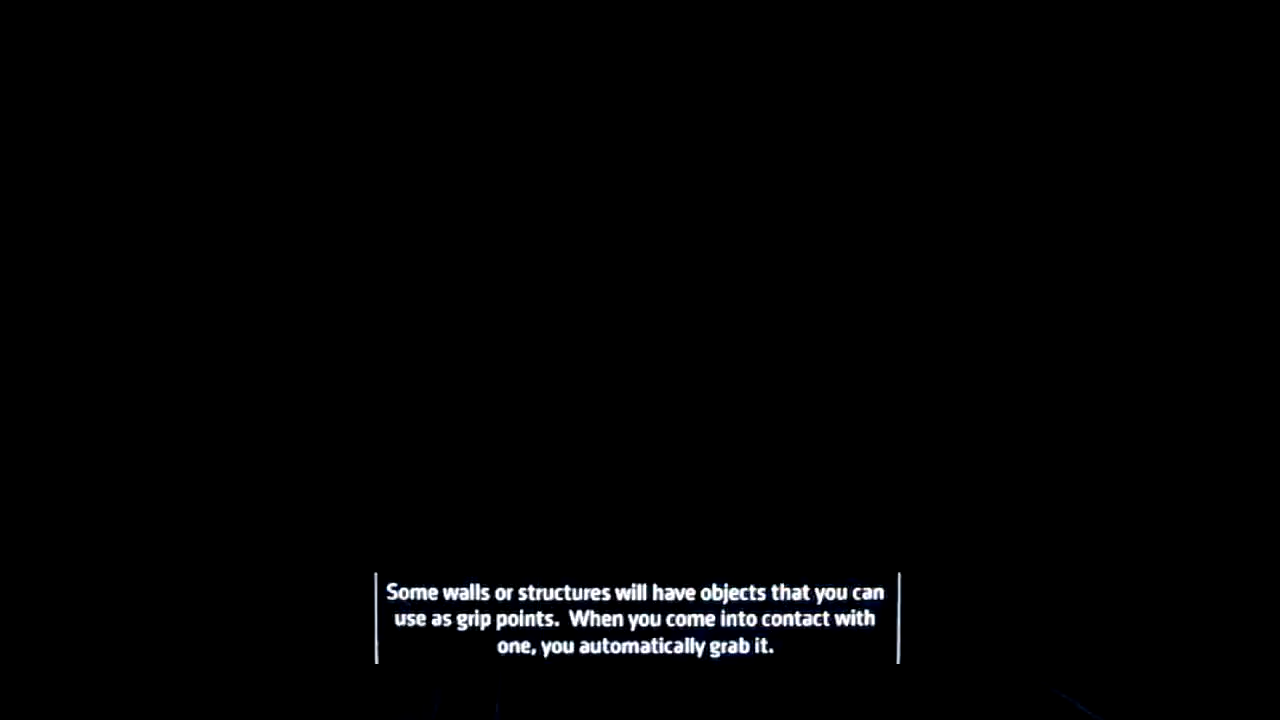 Some walls or structures will have objects that you can
use as grip points.  When you come into contact with
one, you automatically grab it.